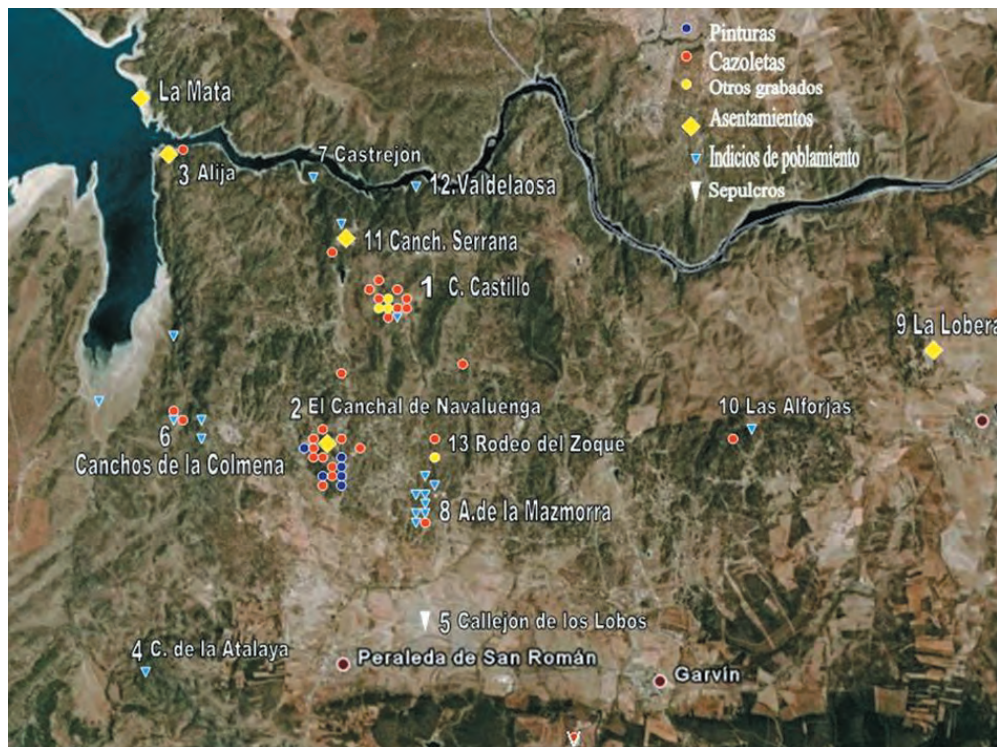 Pinturas
Cazoletas
Otros grabados
Asentamientos
Indicios de poblamiento
Sepulcros
La Mata
3 Alija
7 Castrejón
12.Valdelaosa
11 Canch. Serrana
1 C. Castillo
9 La Lobera
2 El Canchal de Navaluenga
10 Las Alforjas
13 Rodeo del Zoque
6
Canchos de la Colmena
8 A.de la Mazmorra
5 Callejón de los Lobos
4 C. de la Atalaya
Peraleda de San Román
Garvín